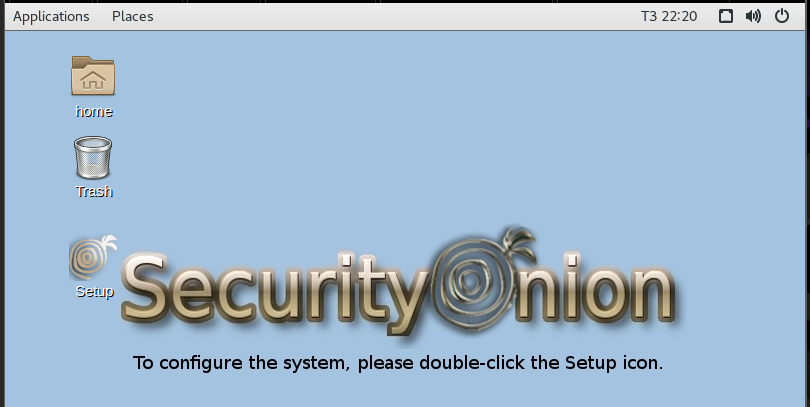 Applications Places T3 22:20
home
Trash
Setup
SecurityOnion
To configure the system, please double-click the Setup icon.